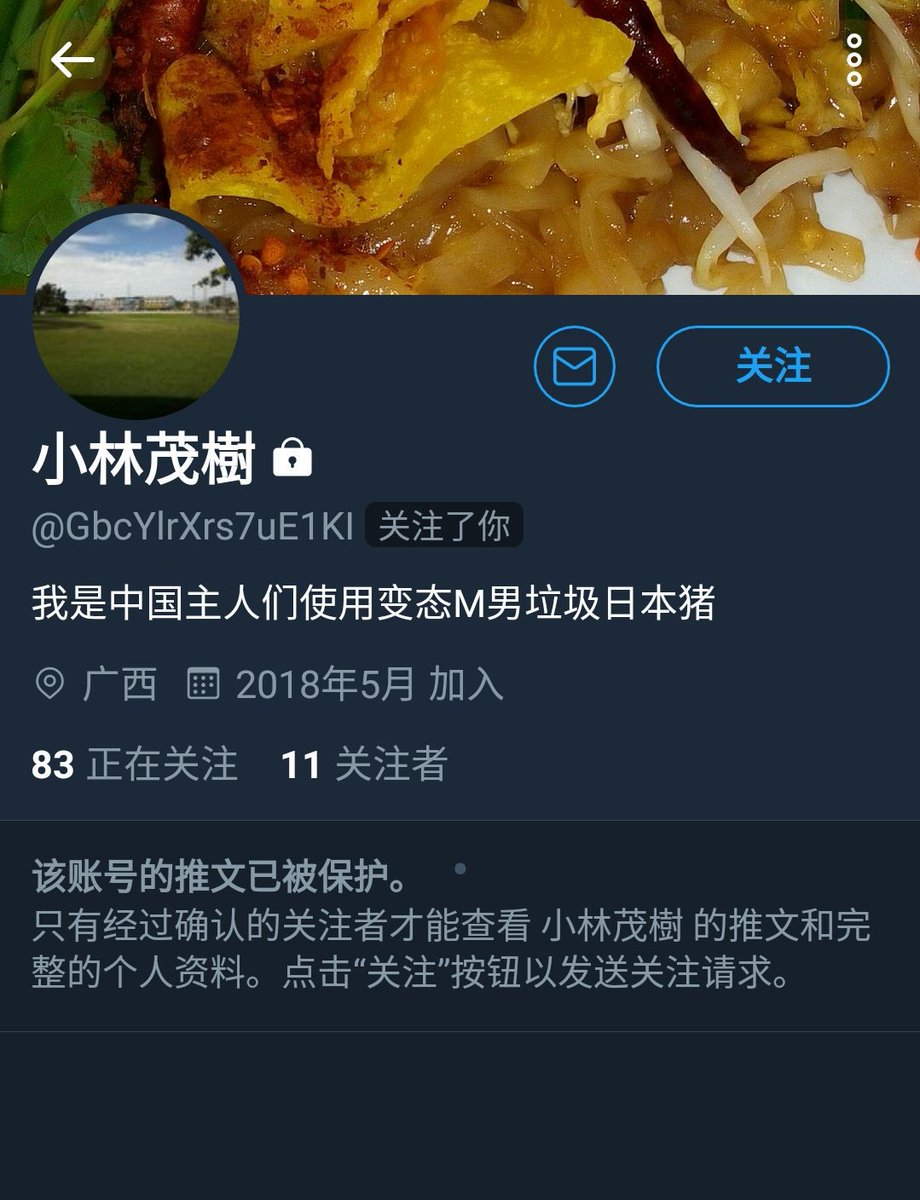 小林茂樹
@GbcYlrXrs7uE1KI 关注了你
我是中国主人们使用变态M男垃圾日本猪
广西 2018年5月 加入
83 正在关注 11 关注者
该账号的推文已被保护。
只有经过确认的关注者才能查看 小林茂樹 的推文和完
整的个人资料。点击“关注”按钮以发送关注请求。
关注